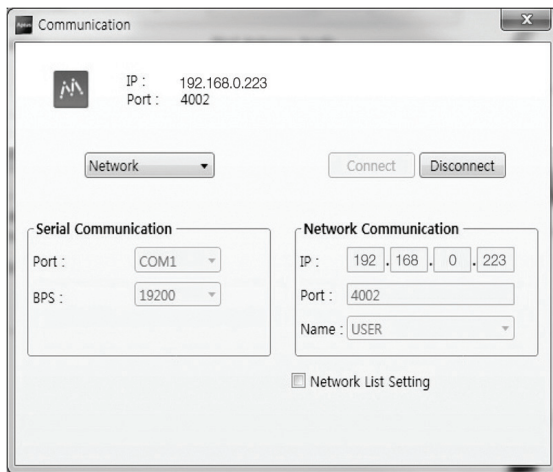 Communication
IP : 192.168.0.223
Port : 4002
Network
Connect Disconnect
Serial Communication
Port : COM1
BPS : 19200
Network Communication
IP : 192 . 168 . 0 . 223
Port : 4002
Name : USER
Network List Setting